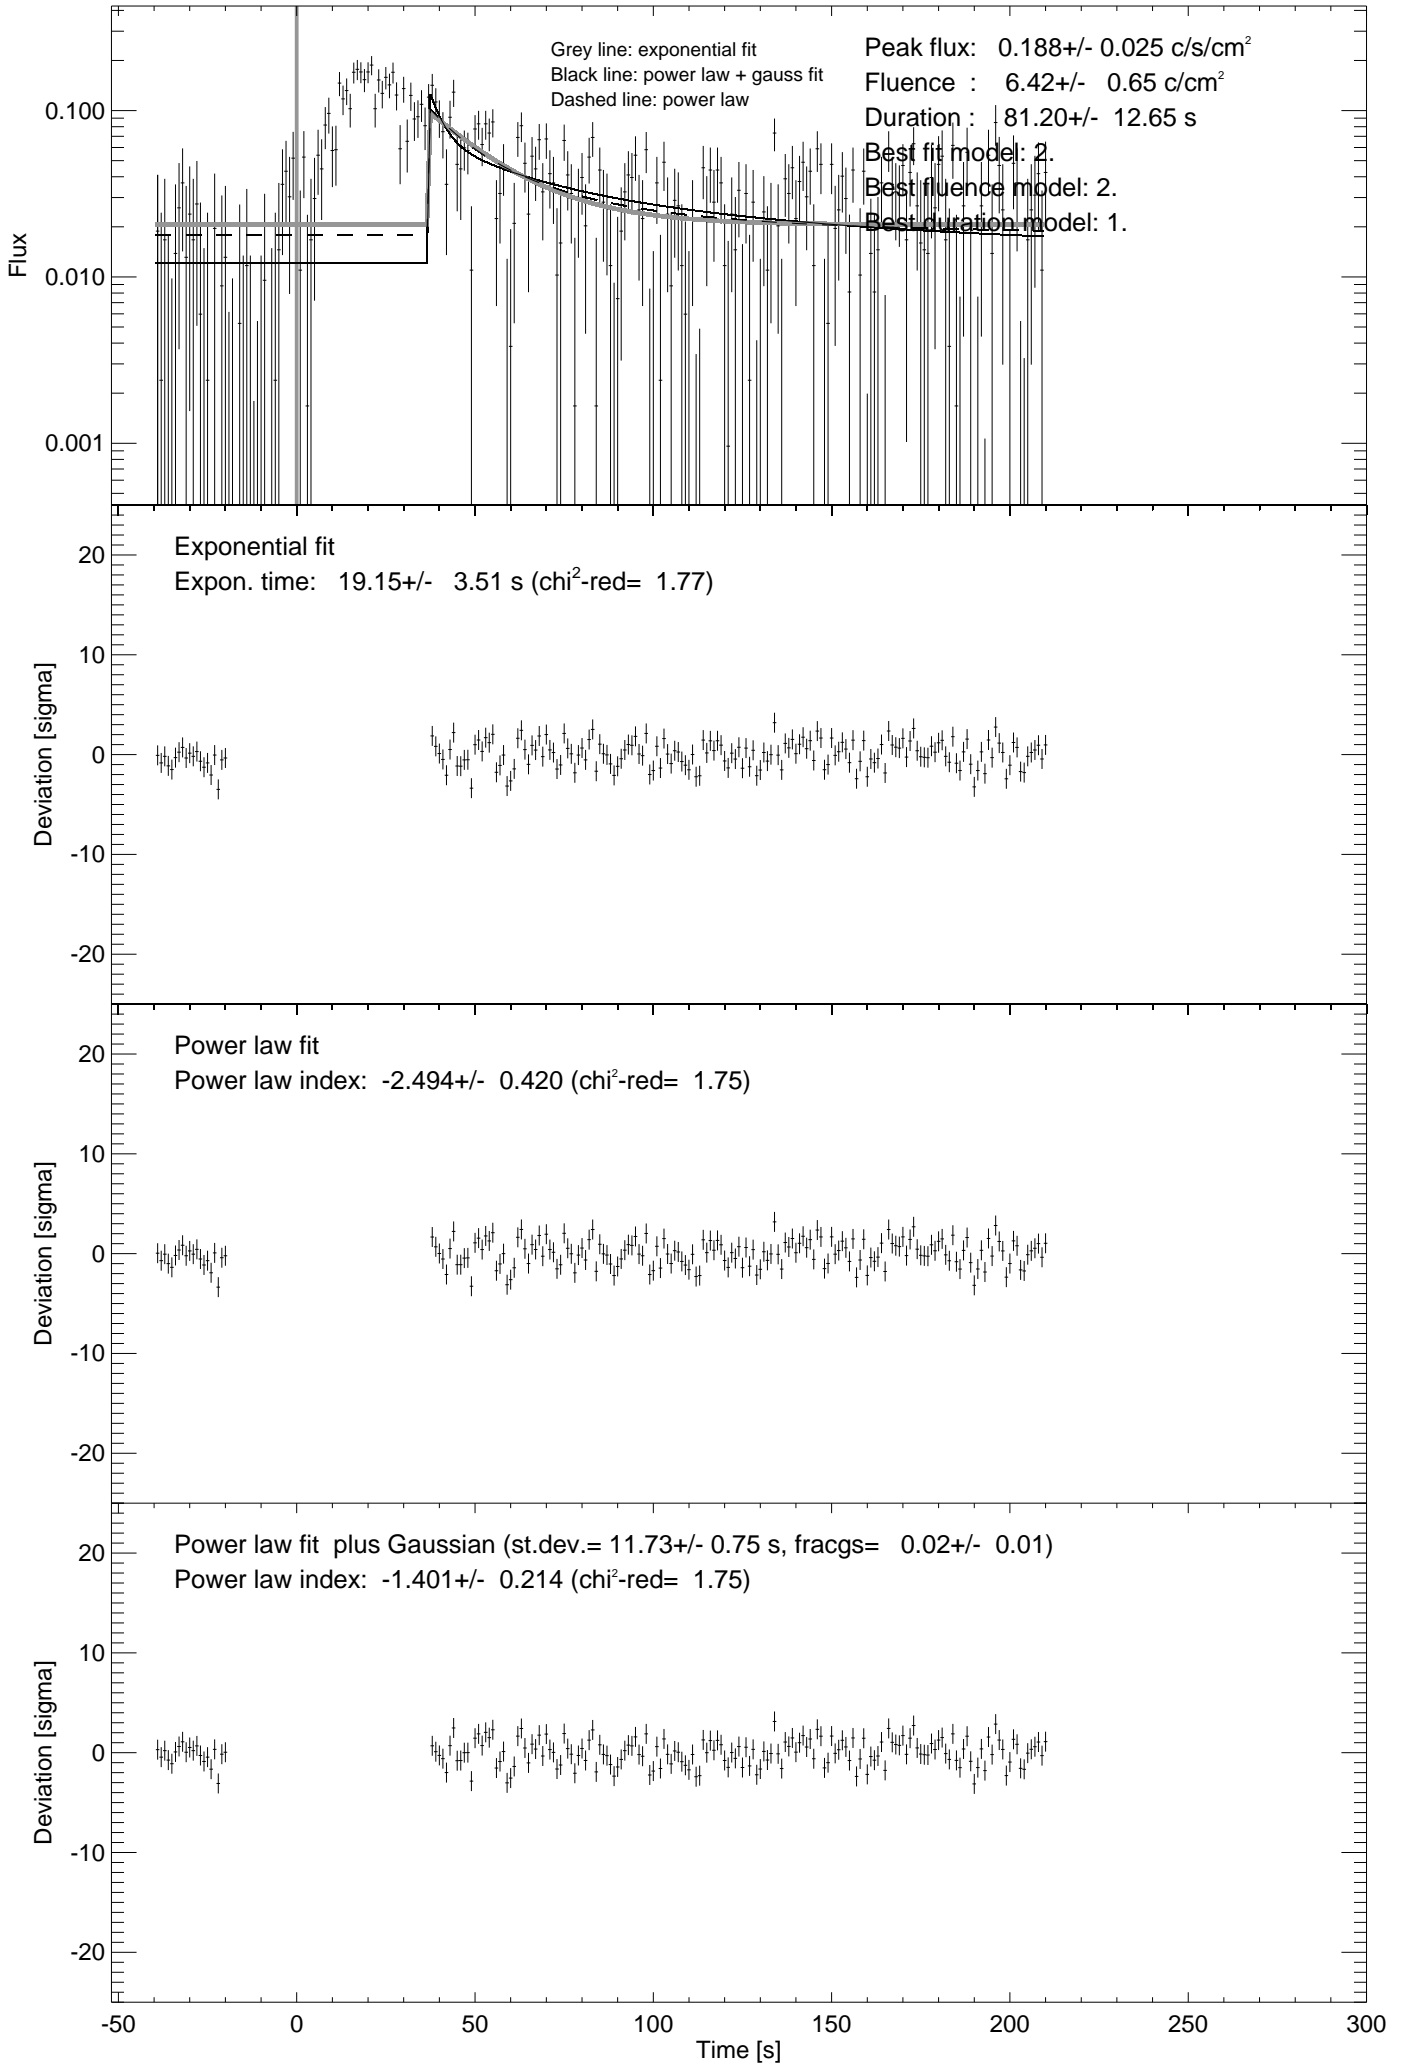 Grey line: exponential fit
Black line: power law + gauss fit
Dashed line: power law
Peak flux: 0.188+/- 0.025 c/s/cm²
Fluence : 6.42+/- 0.65 c/cm²
Duration : 81.20+/- 12.65 s
Best fit model: 2.
Best fluence model: 2.
Best duration model: 1.
0.100
0.010
0.001
Flux
Exponential fit
Expon. time: 19.15+/- 3.51 s (chi²-red= 1.77)
20
10
0
-10
-20
Deviation [sigma]
Power law fit
Power law index: -2.494+/- 0.420 (chi²-red= 1.75)
20
10
0
-10
-20
Deviation [sigma]
Power law fit plus Gaussian (st.dev.= 11.73+/- 0.75 s, fracgs= 0.02+/- 0.01)
Power law index: -1.401+/- 0.214 (chi²-red= 1.75)
20
10
0
-10
-20
Deviation [sigma]
-50 0 50 100 150 200 250 300
Time [s]